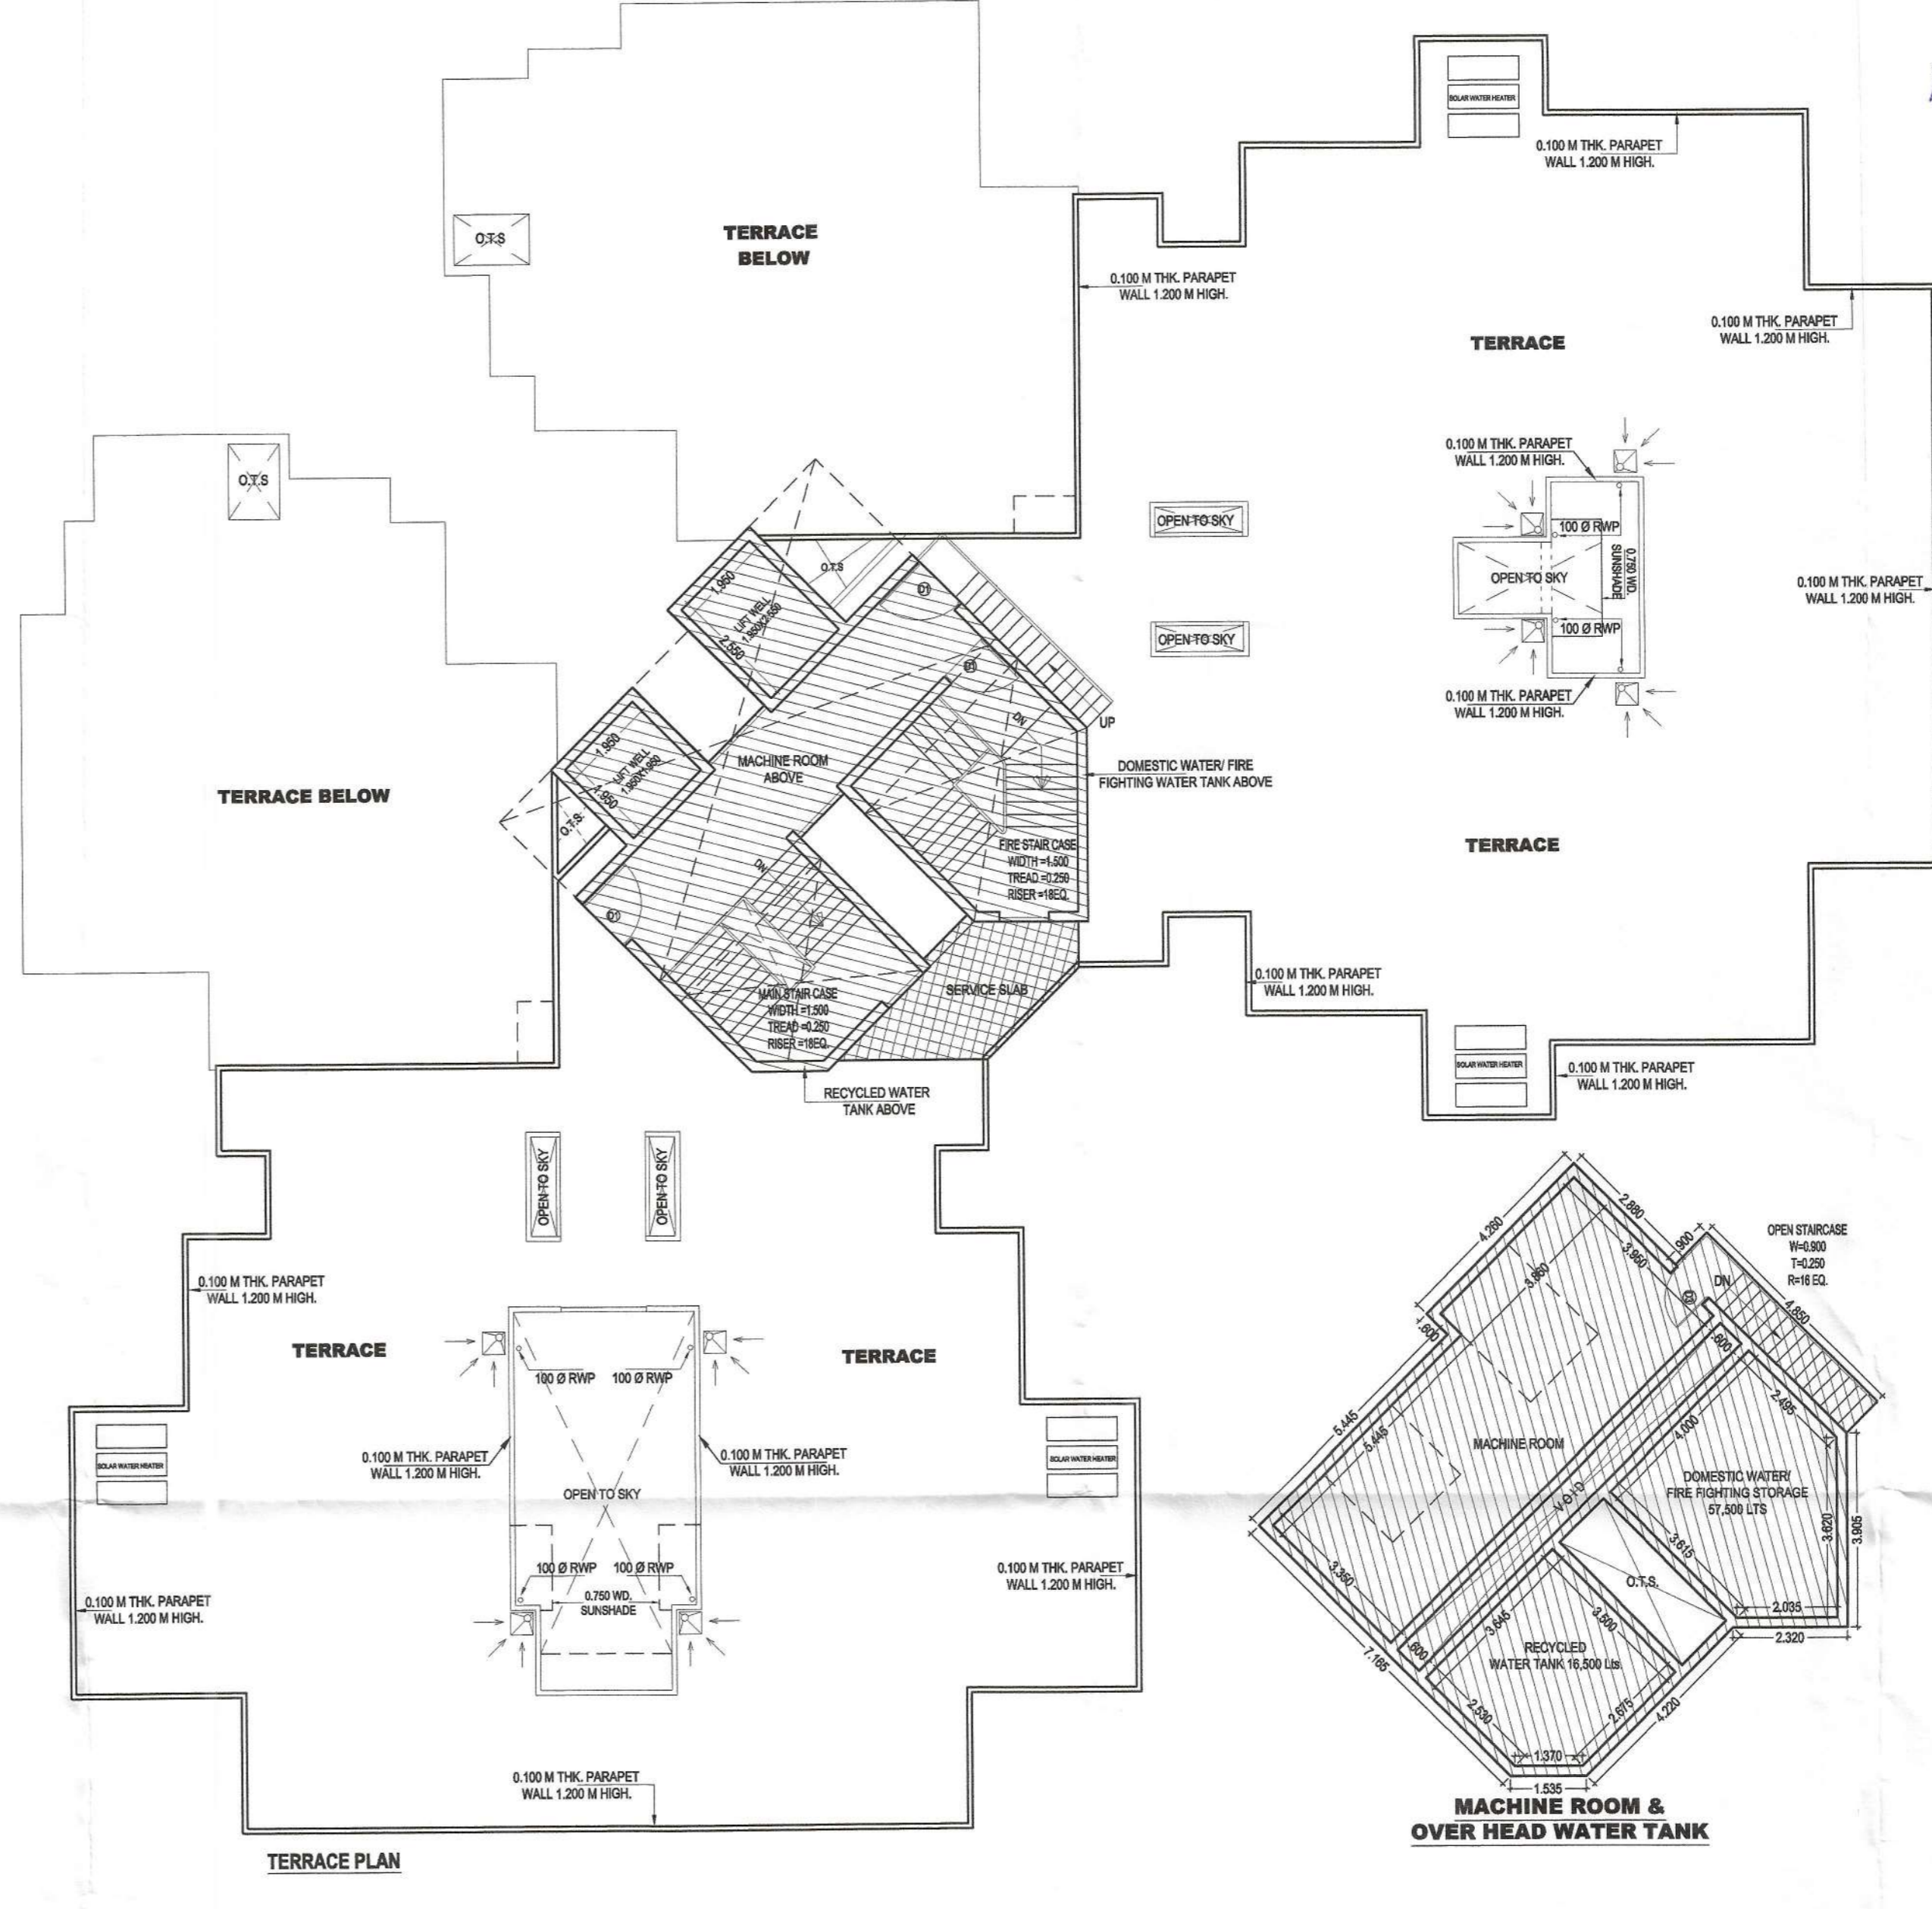 SOLAR WATER HEATER
0.100 M THK. PARAPET
WALL 1.200 M HIGH.
O.T.S
TERRACE
BELOW
0.100 M THK. PARAPET
WALL 1.200 M HIGH.
0.100 M THK. PARAPET
WALL 1.200 M HIGH.
TERRACE
0.100 M THK. PARAPET
WALL 1.200 M HIGH.
O.T.S
OPEN TO SKY
100 Ø RWP
0.750 WD.
SUNSHADE
OPEN TO SKY
0.100 M THK. PARAPET
WALL 1.200 M HIGH.
100 Ø RWP
OPEN TO SKY
0.100 M THK. PARAPET
WALL 1.200 M HIGH.
O.T.S
D1
1.950
LIFT WELL
1.950X2.550
2.550
D1
DN
UP
1.950
LIFT WELL
1.950X1.950
1.950
MACHINE ROOM
ABOVE
DOMESTIC WATER/ FIRE
FIGHTING WATER TANK ABOVE
TERRACE BELOW
O.T.S.
FIRE STAIR CASE
WIDTH =1.500
TREAD =0.250
RISER =18EQ.
TERRACE
DN
D1
MAIN STAIR CASE
WIDTH =1.500
TREAD =0.250
RISER =18EQ.
SERVICE SLAB
0.100 M THK. PARAPET
WALL 1.200 M HIGH.
SOLAR WATER HEATER
0.100 M THK. PARAPET
WALL 1.200 M HIGH.
RECYCLED WATER
TANK ABOVE
OPEN TO SKY
OPEN TO SKY
0.100 M THK. PARAPET
WALL 1.200 M HIGH.
TERRACE
TERRACE
100 Ø RWP
100 Ø RWP
SOLAR WATER HEATER
0.100 M THK. PARAPET
WALL 1.200 M HIGH.
0.100 M THK. PARAPET
WALL 1.200 M HIGH.
SOLAR WATER HEATER
OPEN TO SKY
100 Ø RWP
100 Ø RWP
0.750 WD.
SUNSHADE
0.100 M THK. PARAPET
WALL 1.200 M HIGH.
0.100 M THK. PARAPET
WALL 1.200 M HIGH.
0.100 M THK. PARAPET
WALL 1.200 M HIGH.
TERRACE PLAN
2.880
4.260
.900
OPEN STAIRCASE
W=0.900
T=0.250
R=16 EQ.
3.950
3.860
DN
4.850
.600
.600
5.445
5.445
2.495
4.000
MACHINE ROOM
DOMESTIC WATER/
FIRE FIGHTING STORAGE
57,500 LTS
VOID
3.620
3.905
3.615
O.T.S.
3.350
2.035
2.320
3.645
3.500
.600
7.165
RECYCLED
WATER TANK 16,500 Lts.
2.530
2.675
4.220
1.370
1.535
MACHINE ROOM &
OVER HEAD WATER TANK